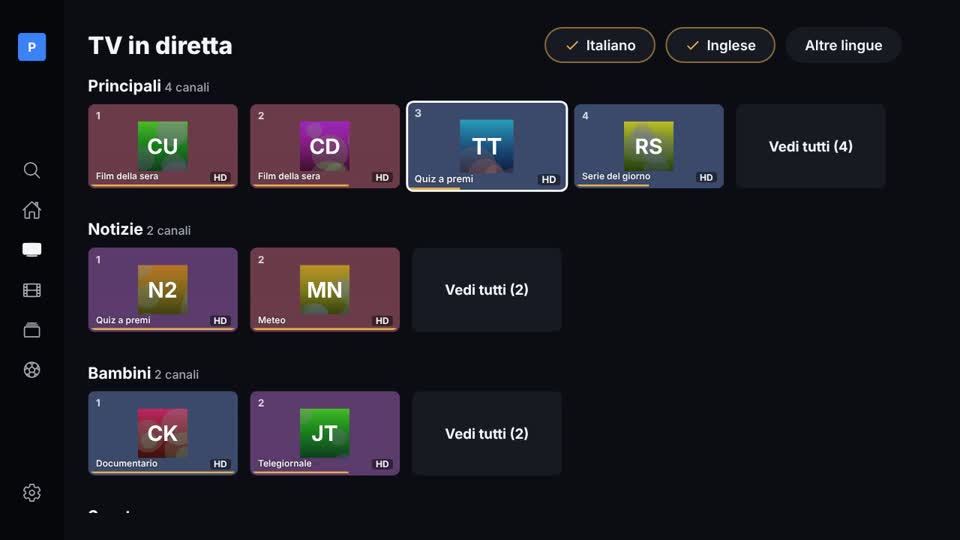 P
TV in diretta
Italiano
Inglese
Altre lingue
Principali 4 canali
1
CU
Film della sera
HD
2
CD
Film della sera
HD
3
TT
Quiz a premi
HD
4
RS
Serie del giorno
HD
Vedi tutti (4)
Notizie 2 canali
1
N2
Quiz a premi
HD
2
MN
Meteo
HD
Vedi tutti (2)
Bambini 2 canali
1
CK
Documentario
HD
2
JT
Telegiornale
HD
Vedi tutti (2)